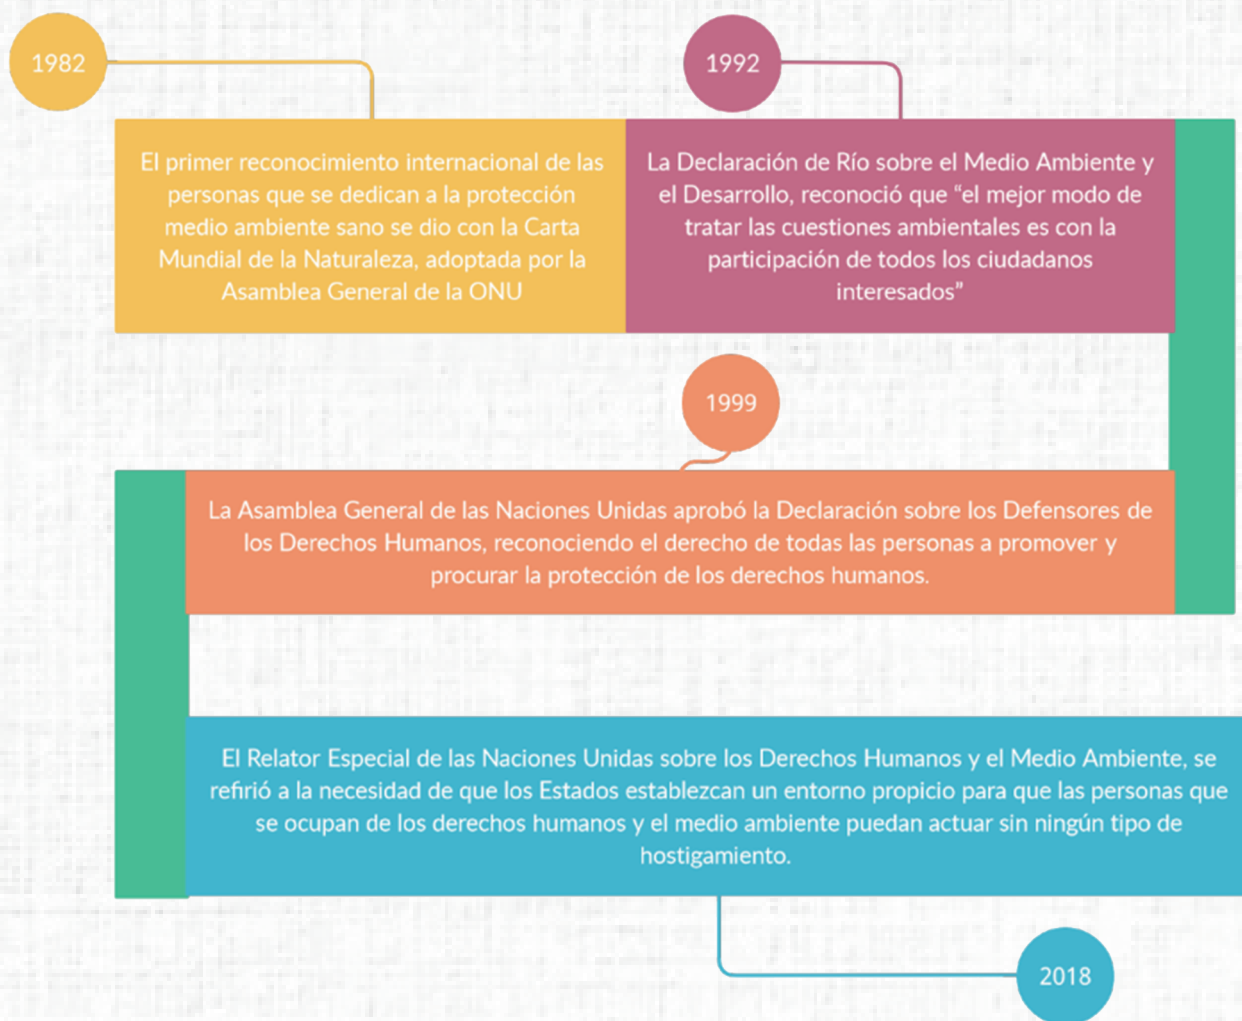 1982
El primer reconocimiento internacional de las
personas que se dedican a la protección
medio ambiente sano se dio con la Carta
Mundial de la Naturaleza, adoptada por la
Asamblea General de la ONU
1992
La Declaración de Río sobre el Medio Ambiente y
el Desarrollo, reconoció que “el mejor modo de
tratar las cuestiones ambientales es con la
participación de todos los ciudadanos
interesados”
1999
La Asamblea General de las Naciones Unidas aprobó la Declaración sobre los Defensores de
los Derechos Humanos, reconociendo el derecho de todas las personas a promover y
procurar la protección de los derechos humanos.
El Relator Especial de las Naciones Unidas sobre los Derechos Humanos y el Medio Ambiente, se
refirió a la necesidad de que los Estados establezcan un entorno propicio para que las personas que
se ocupan de los derechos humanos y el medio ambiente puedan actuar sin ningún tipo de
hostigamiento.
2018